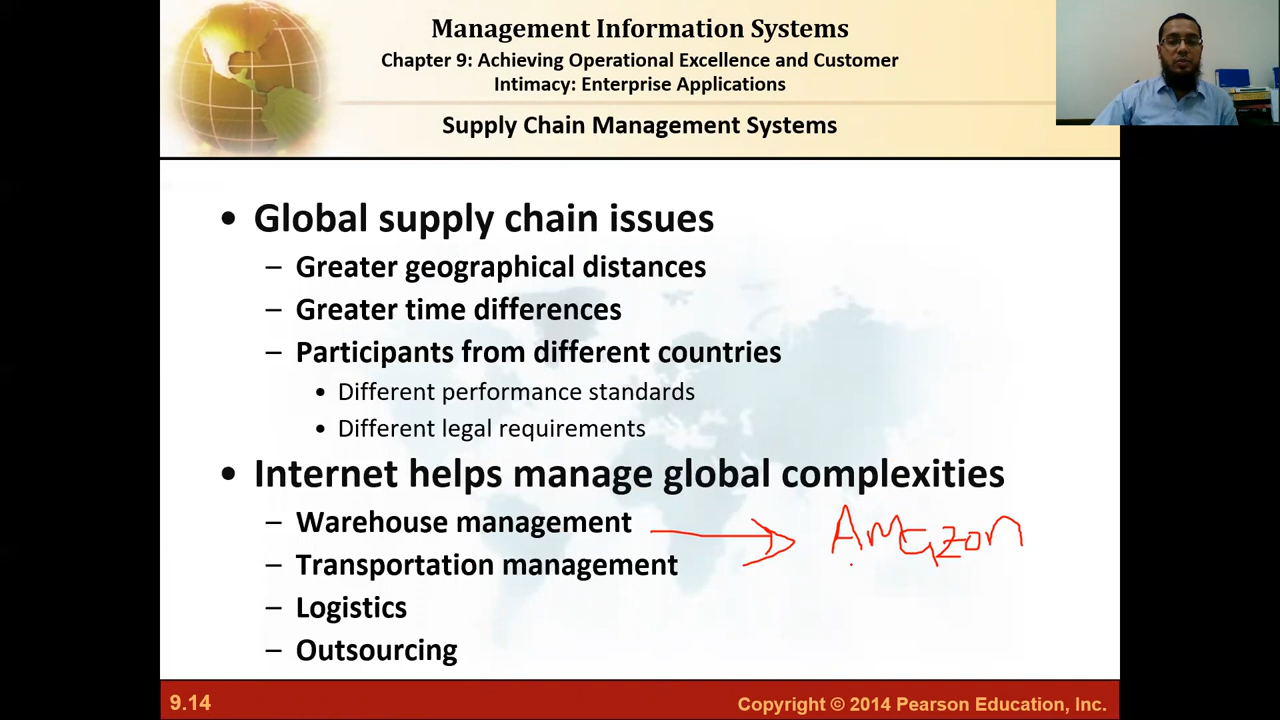 Management Information Systems
Chapter 9: Achieving Operational Excellence and Customer
Intimacy: Enterprise Applications
Supply Chain Management Systems
• Global supply chain issues
– Greater geographical distances
– Greater time differences
– Participants from different countries
• Different performance standards
• Different legal requirements
• Internet helps manage global complexities
– Warehouse management → Amazon
– Transportation management
– Logistics
– Outsourcing
9.14 Copyright © 2014 Pearson Education, Inc.